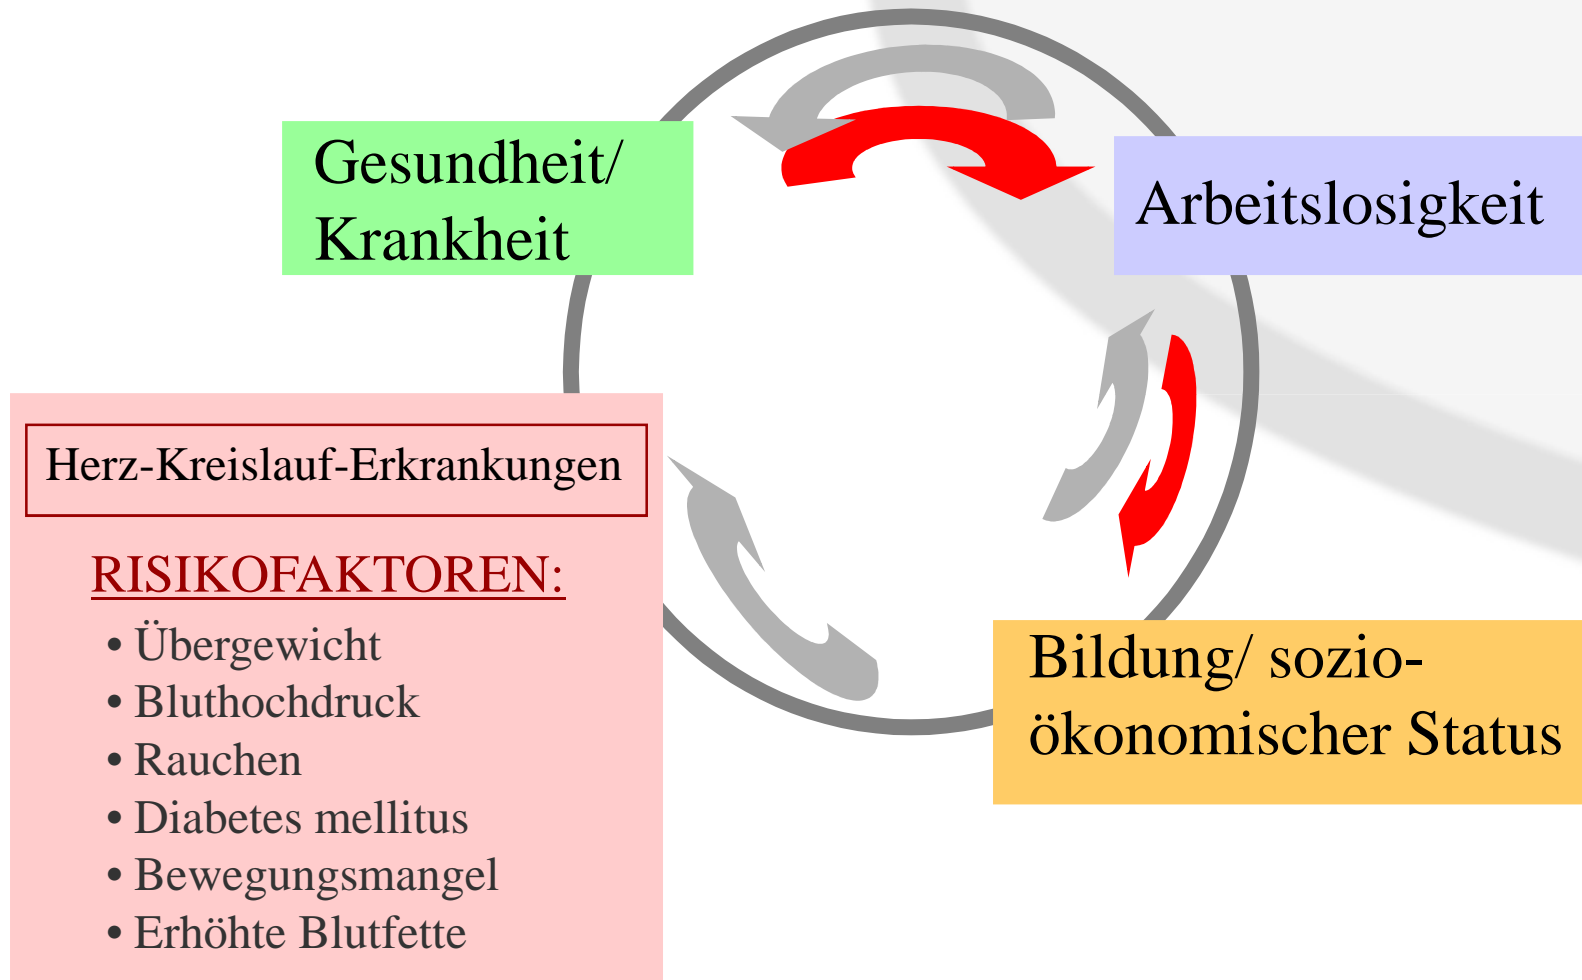 Gesundheit/
Krankheit
Arbeitslosigkeit
Herz-Kreislauf-Erkrankungen
RISIKOFAKTOREN:
• Übergewicht
• Bluthochdruck
• Rauchen
• Diabetes mellitus
• Bewegungsmangel
• Erhöhte Blutfette
Bildung/ sozio-
ökonomischer Status